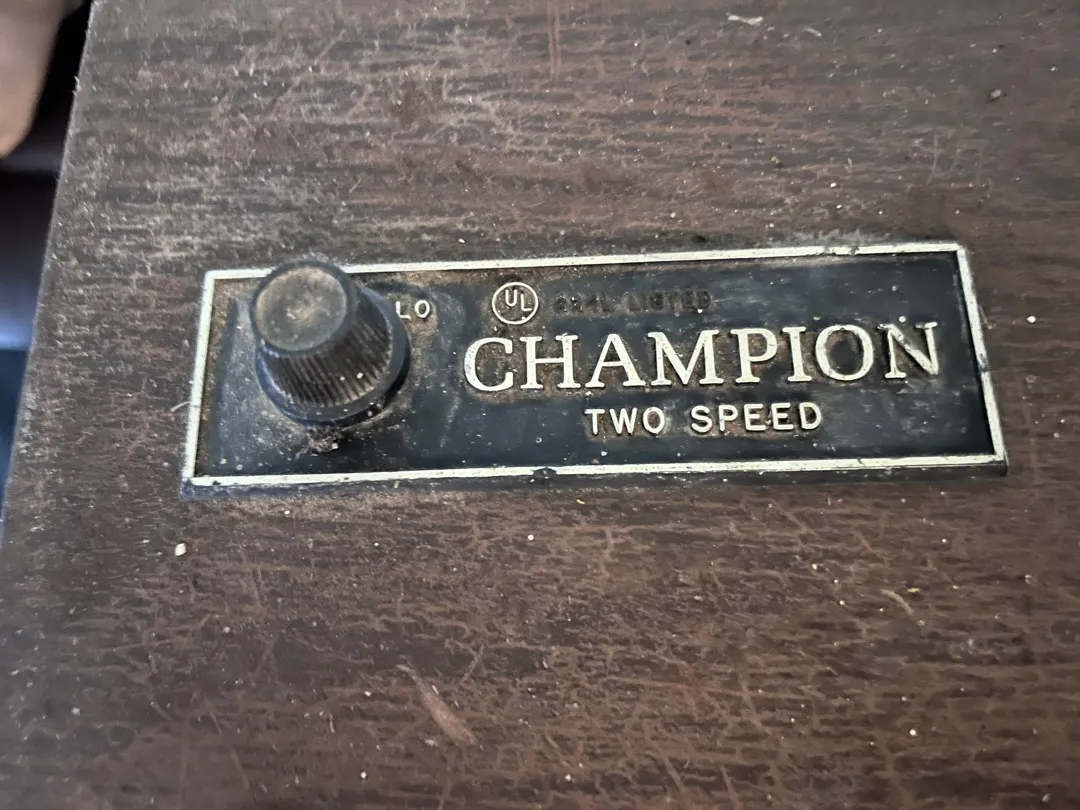 LO
UL LISTED
CHAMPION
TWO SPEED